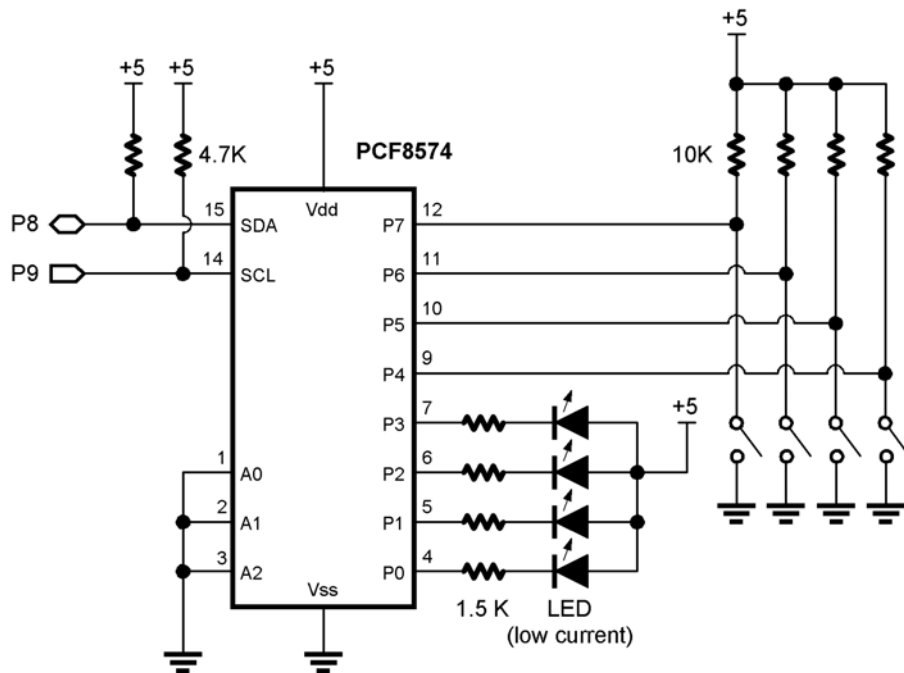 +5
+5 +5 +5
4.7K PCF8574 10K
Vdd
P8 15 SDA P7 12
P9 14 SCL P6 11
P5 10
P4 9
P3 7 +5
1 A0 P2 6
2 A1 P1 5
3 A2 P0 4
Vss
1.5 K LED
(low current)